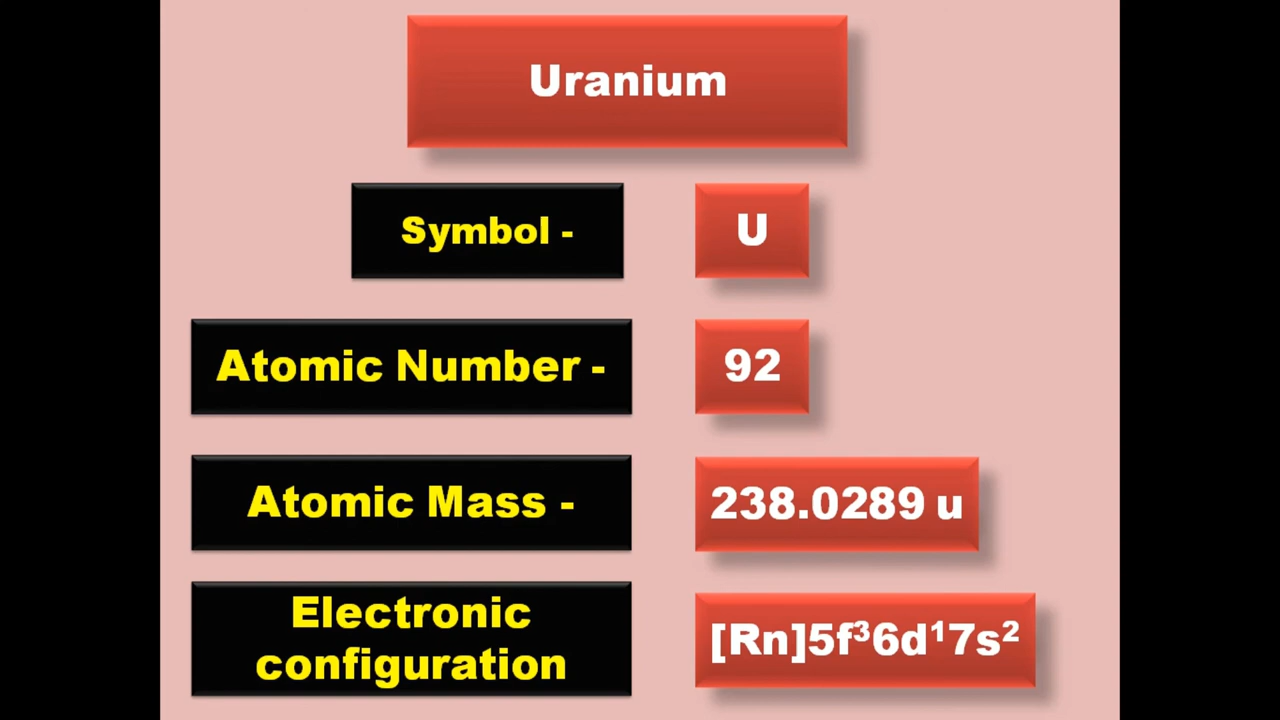 Uranium
Symbol - U
Atomic Number - 92
Atomic Mass - 238.0289 u
Electronic
configuration
[Rn]5f³6d¹7s²